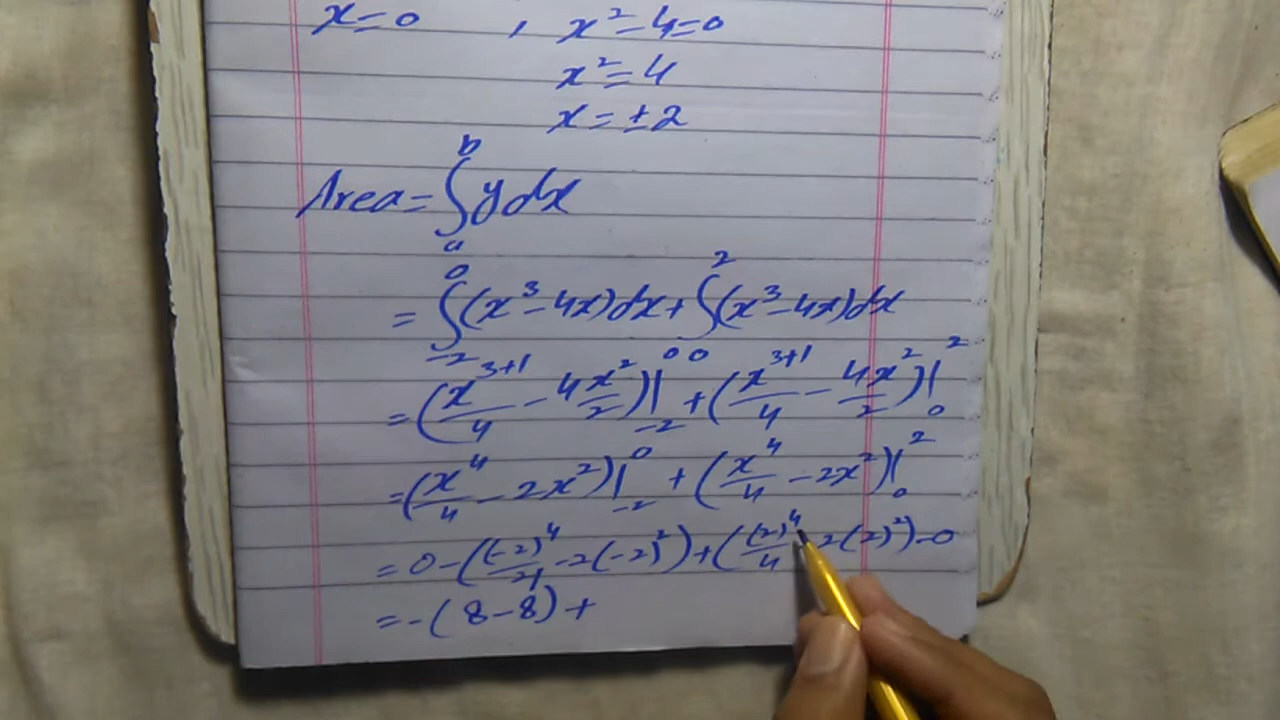 x=0 , x²-4=0
x²=4
x=±2
Area=∫ₐᵇ y dx
=∫₋₂⁰(x³-4x)dx+∫₀²(x³-4x)dx
=(x³⁺¹/4-4x²/2)|₋₂⁰+(x³⁺¹/4-4x²/2)|₀²
=(x⁴/4-2x²)|₋₂⁰+(x⁴/4-2x²)|₀²
=0-((-2)⁴/4-2(-2)²)+((2)⁴/4-2(2)²)-0
=-(8-8)+